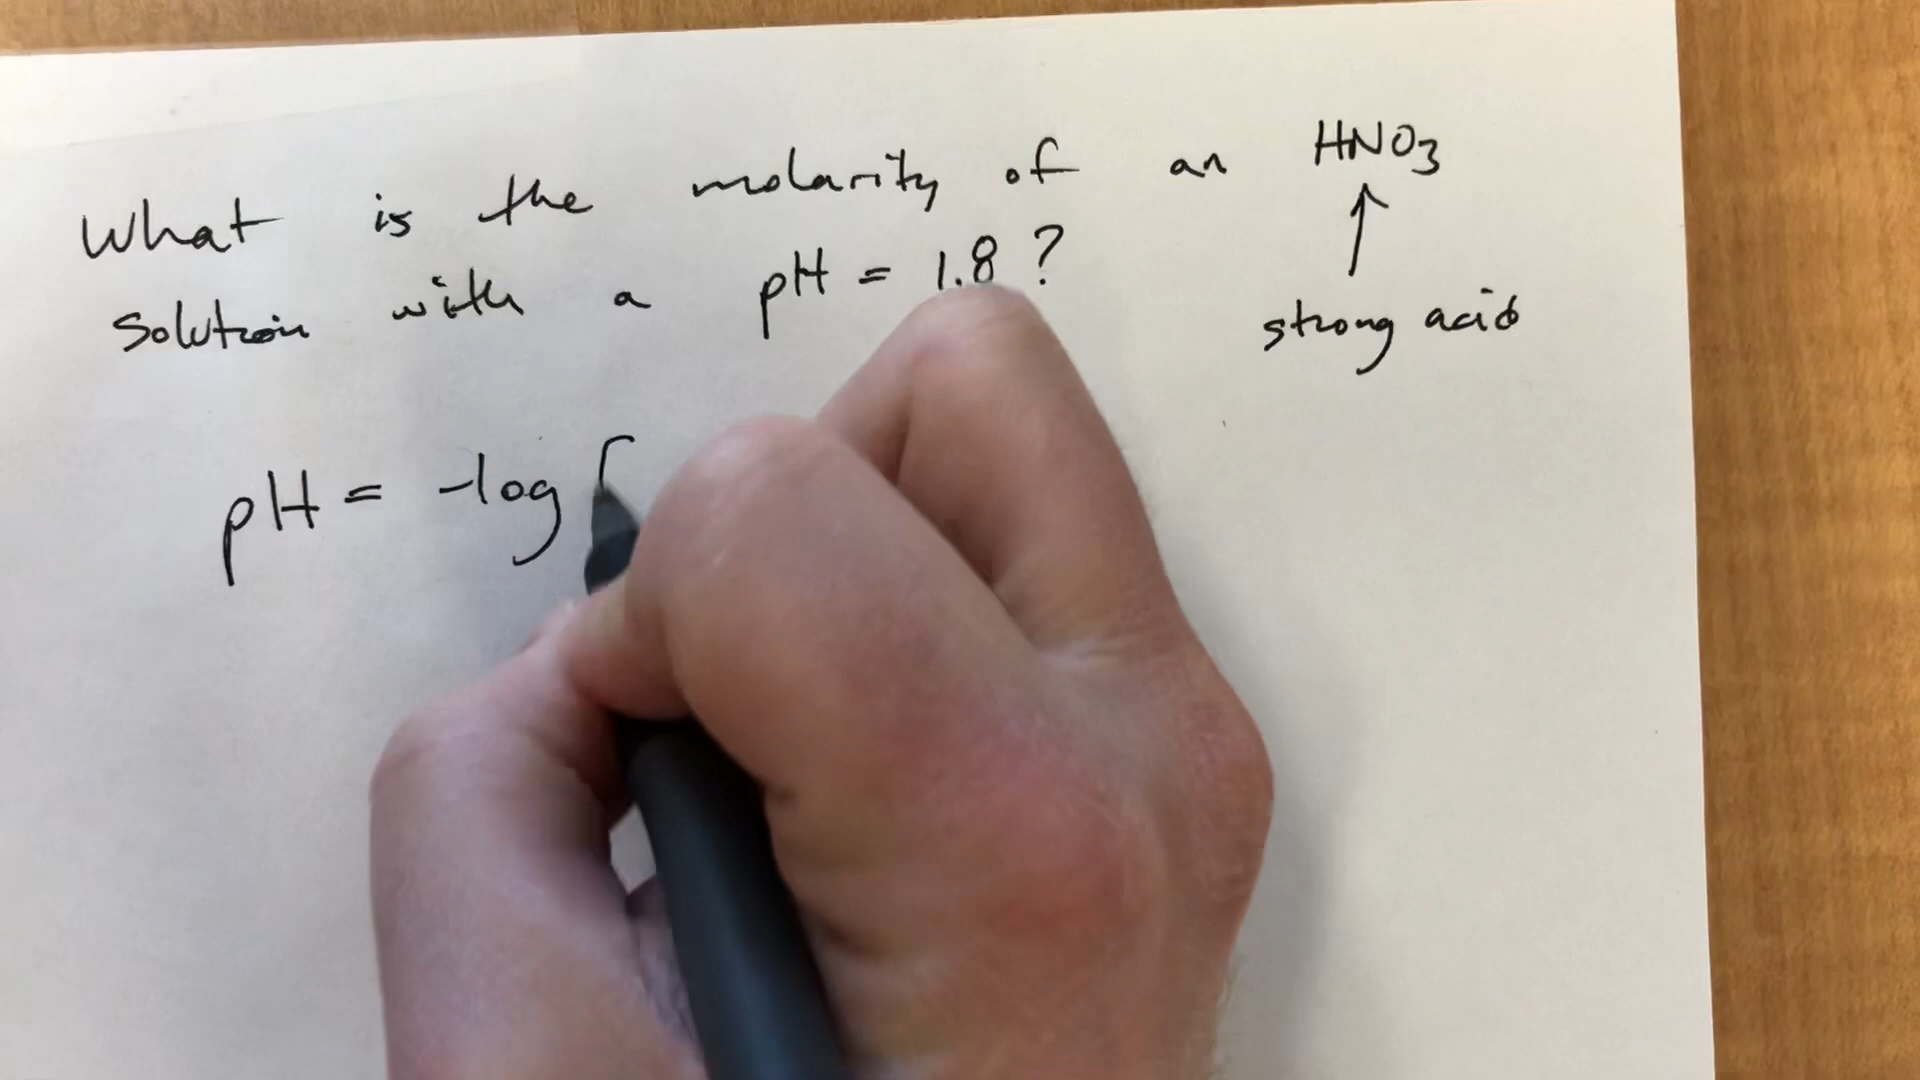 What is the molarity of an HNO3
solution with a pH = 1.8 ?
↑
strong acid
pH = -log [